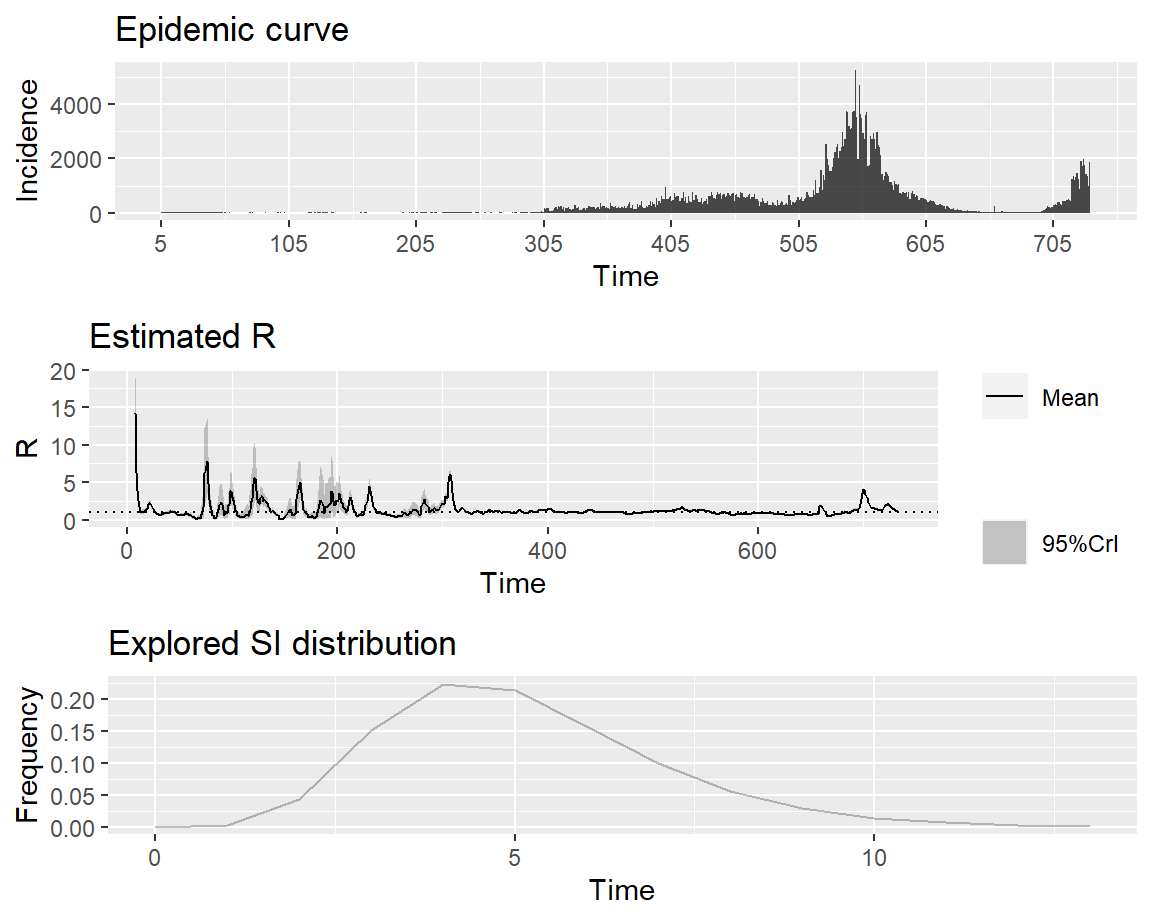 Epidemic curve
Incidence
4000
2000
0
5 105 205 305 405 505 605 705
Time
Estimated R
R
20
15
10
5
0
0 200 400 600
Time
Mean
95%CrI
Explored SI distribution
Frequency
0.20
0.15
0.10
0.05
0.00
0 5 10
Time